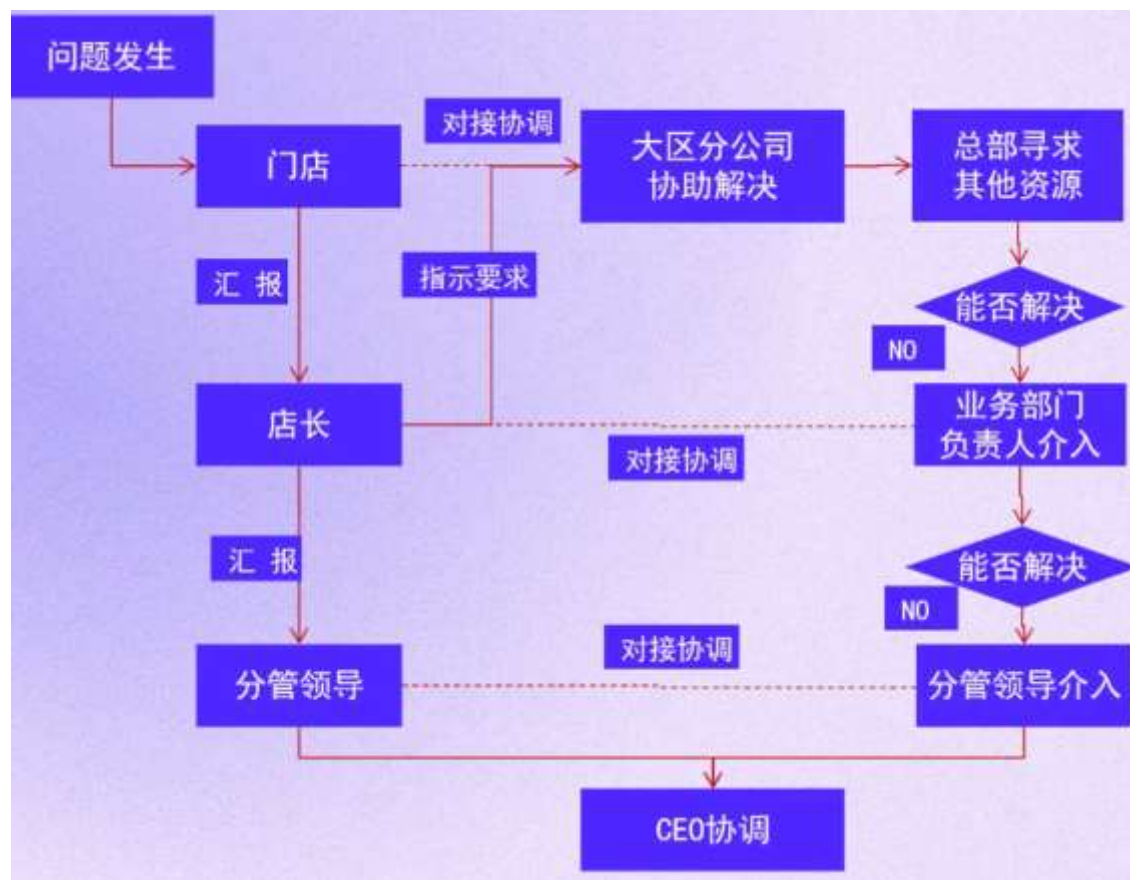 问题发生
对接协调
门店
大区分公司
协助解决
总部寻求
其他资源
汇 报
指示要求
能否解决
NO
店长
业务部门
负责人介入
对接协调
汇 报
能否解决
NO
对接协调
分管领导
分管领导介入
CEO协调